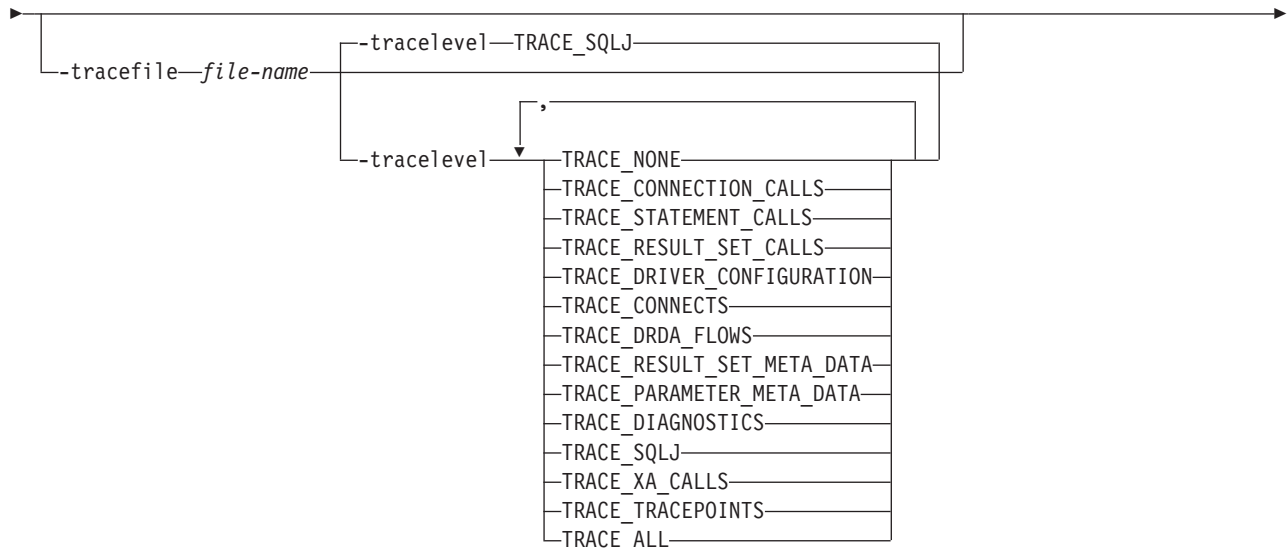 -tracelevel TRACE_SQLJ
-tracefile file-name
,
-tracelevel TRACE_NONE
TRACE_CONNECTION_CALLS
TRACE_STATEMENT_CALLS
TRACE_RESULT_SET_CALLS
TRACE_DRIVER_CONFIGURATION
TRACE_CONNECTS
TRACE_DRDA_FLOWS
TRACE_RESULT_SET_META_DATA
TRACE_PARAMETER_META_DATA
TRACE_DIAGNOSTICS
TRACE_SQLJ
TRACE_XA_CALLS
TRACE_TRACEPOINTS
TRACE_ALL